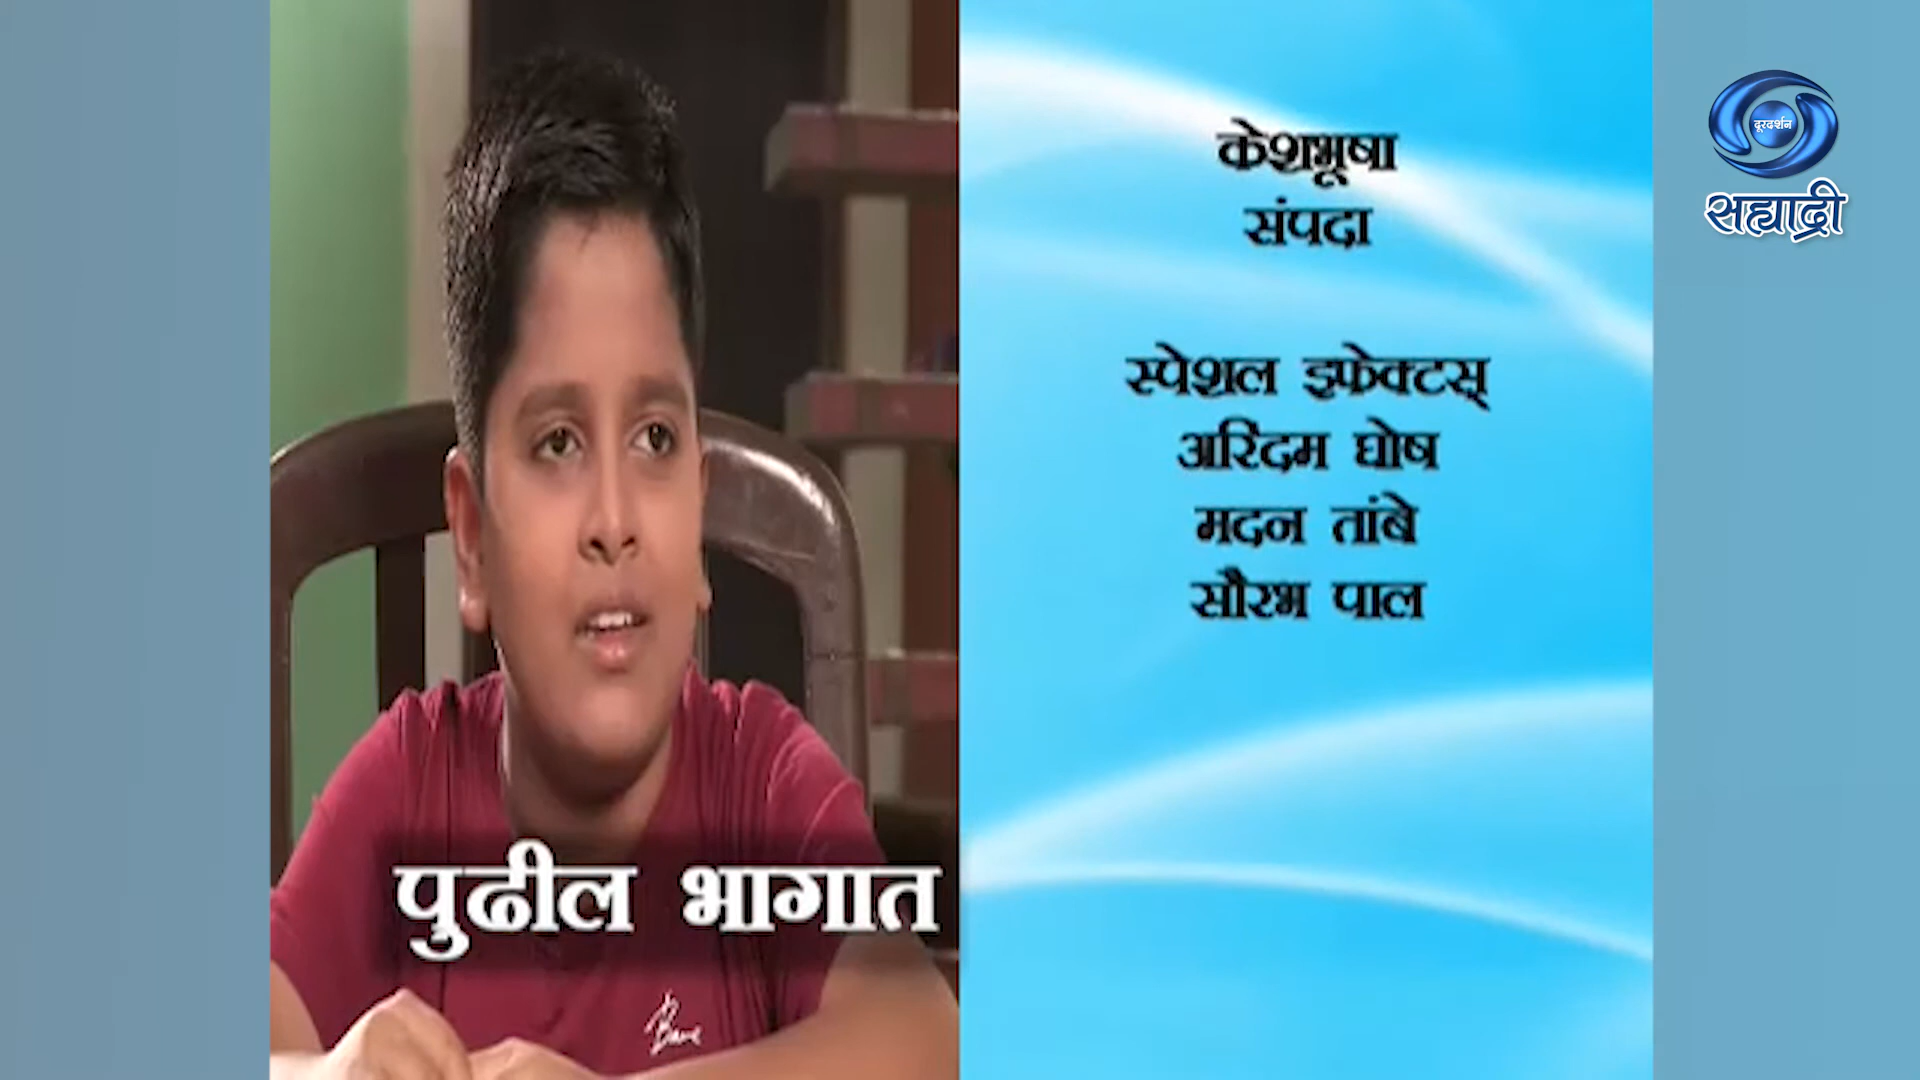 पुढील भागात
केशभूषा
संपदा
स्पेशल इफेक्टस्
अरिंदम घोष
मदन तांबे
सौरभ पाल
दूरदर्शन
सह्याद्री